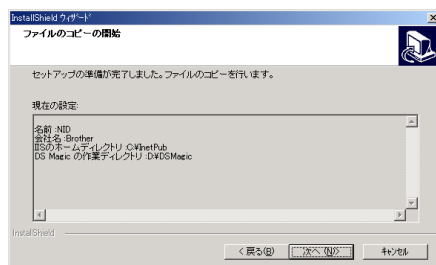 InstallShield ウィザード
ファイルのコピーの開始
セットアップの準備が完了しました。ファイルのコピーを行います。
現在の設定:
名前 :NID
会社名 :Brother
IISのホームディレクトリ :C:¥InetPub
DS Magic の作業ディレクトリ :D:¥DSMagic
InstallShield
< 戻る(B)
次へ (N)>
キャンセル